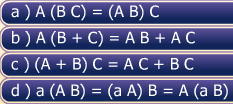 a ) A (B C) = (A B) C
b ) A (B + C) = A B + A C
c ) (A + B) C = A C + B C
d ) a (A B) = (a A) B = A (a B)